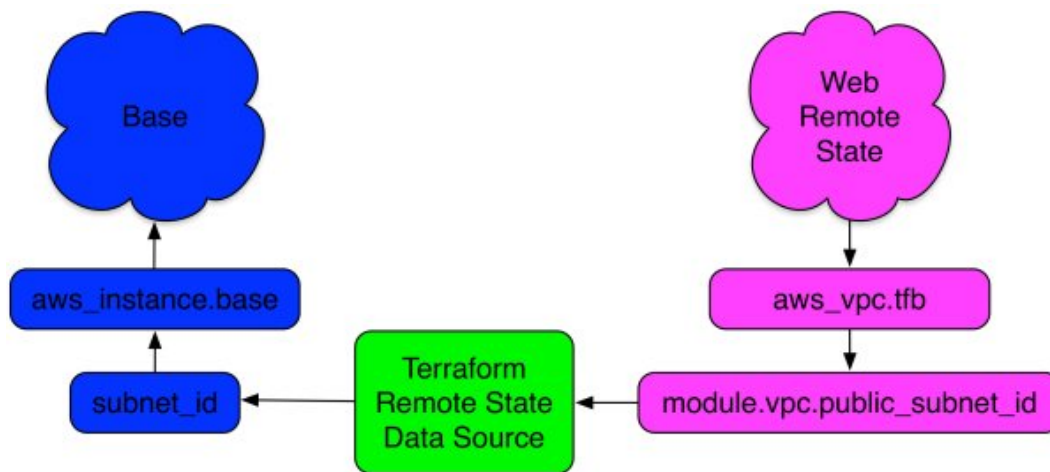 Base
Web
Remote
State
aws_instance.base
aws_vpc.tfb
subnet_id
Terraform
Remote State
Data Source
module.vpc.public_subnet_id